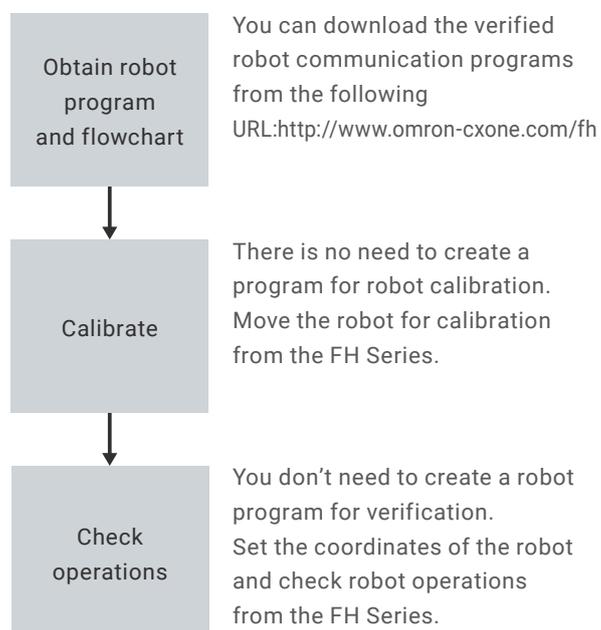 Obtain robot
program
and flowchart
You can download the verified
robot communication programs
from the following
URL:http://www.omron-cxone.com/fh
Calibrate
There is no need to create a
program for robot calibration.
Move the robot for calibration
from the FH Series.
Check
operations
You don’t need to create a robot
program for verification.
Set the coordinates of the robot
and check robot operations
from the FH Series.